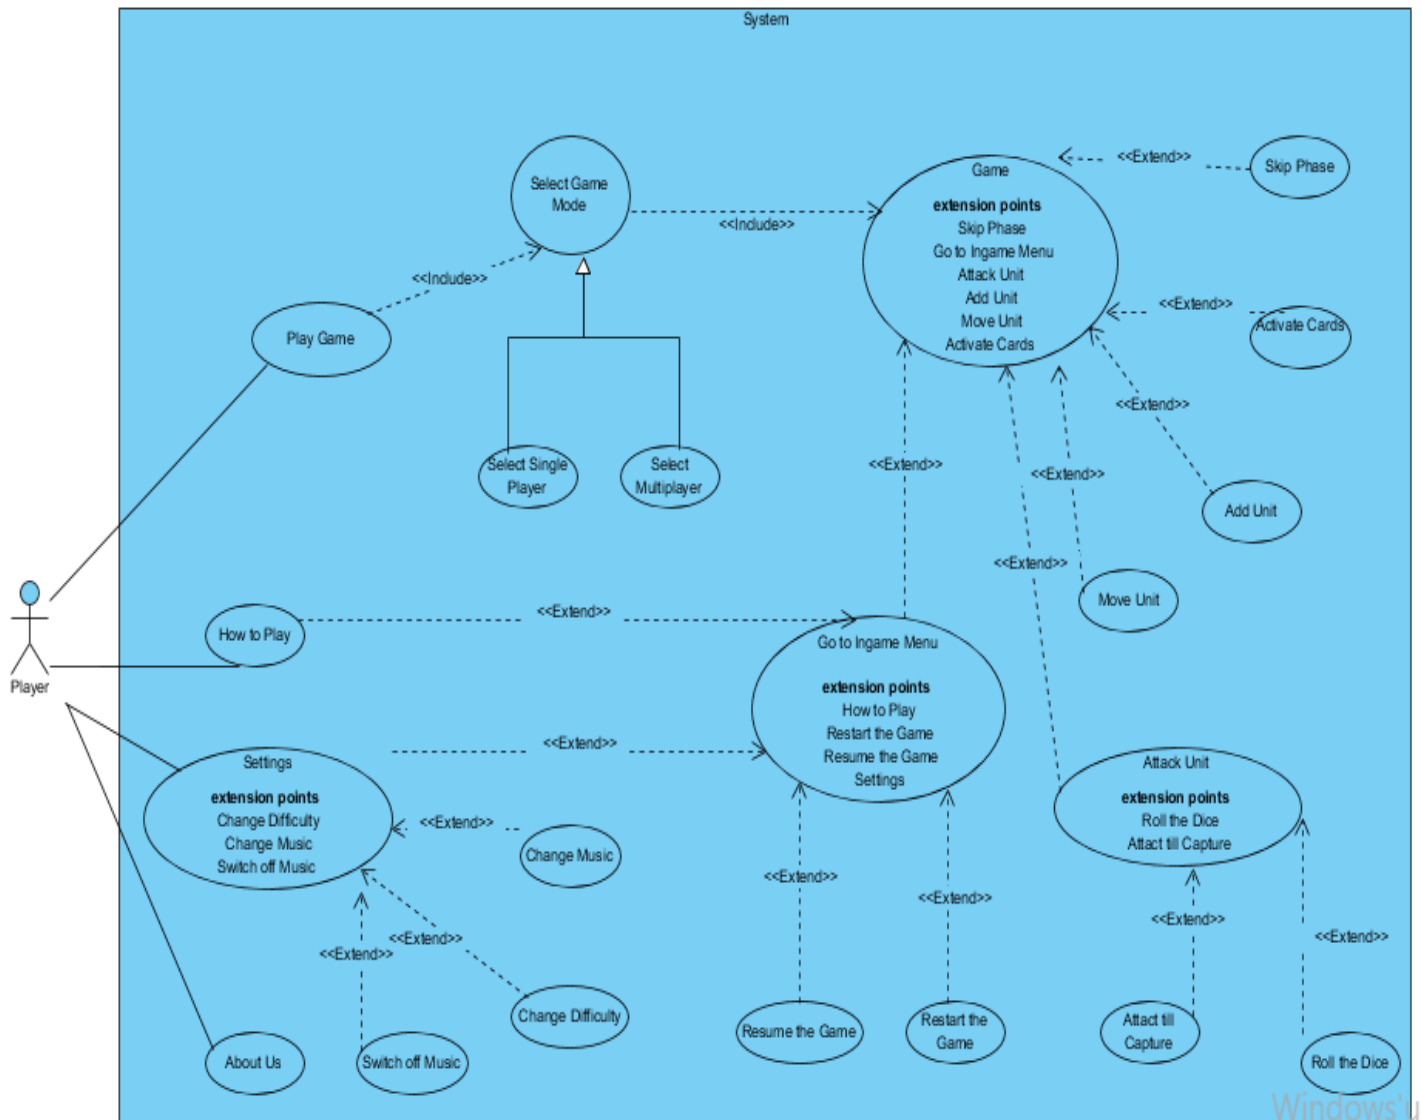 System
Select Game
Mode
<<Include>>
<<Include>>
Play Game
Select Single
Player
Select
Multiplayer
Game
extension points
Skip Phase
Go to Ingame Menu
Attack Unit
Add Unit
Move Unit
Activate Cards
<<Extend>>
Skip Phase
<<Extend>>
Activate Cards
<<Extend>>
Add Unit
<<Extend>>
Move Unit
<<Extend>>
<<Extend>>
Player
How to Play
<<Extend>>
Go to Ingame Menu
extension points
How to Play
Restart the Game
Resume the Game
Settings
<<Extend>>
Settings
extension points
Change Difficulty
Change Music
Switch off Music
<<Extend>>
Change Music
<<Extend>>
<<Extend>>
Change Difficulty
Switch off Music
About Us
<<Extend>>
Resume the Game
<<Extend>>
Restart the
Game
Attack Unit
extension points
Roll the Dice
Attact till Capture
<<Extend>>
Attact till
Capture
<<Extend>>
Roll the Dice
Windows'u